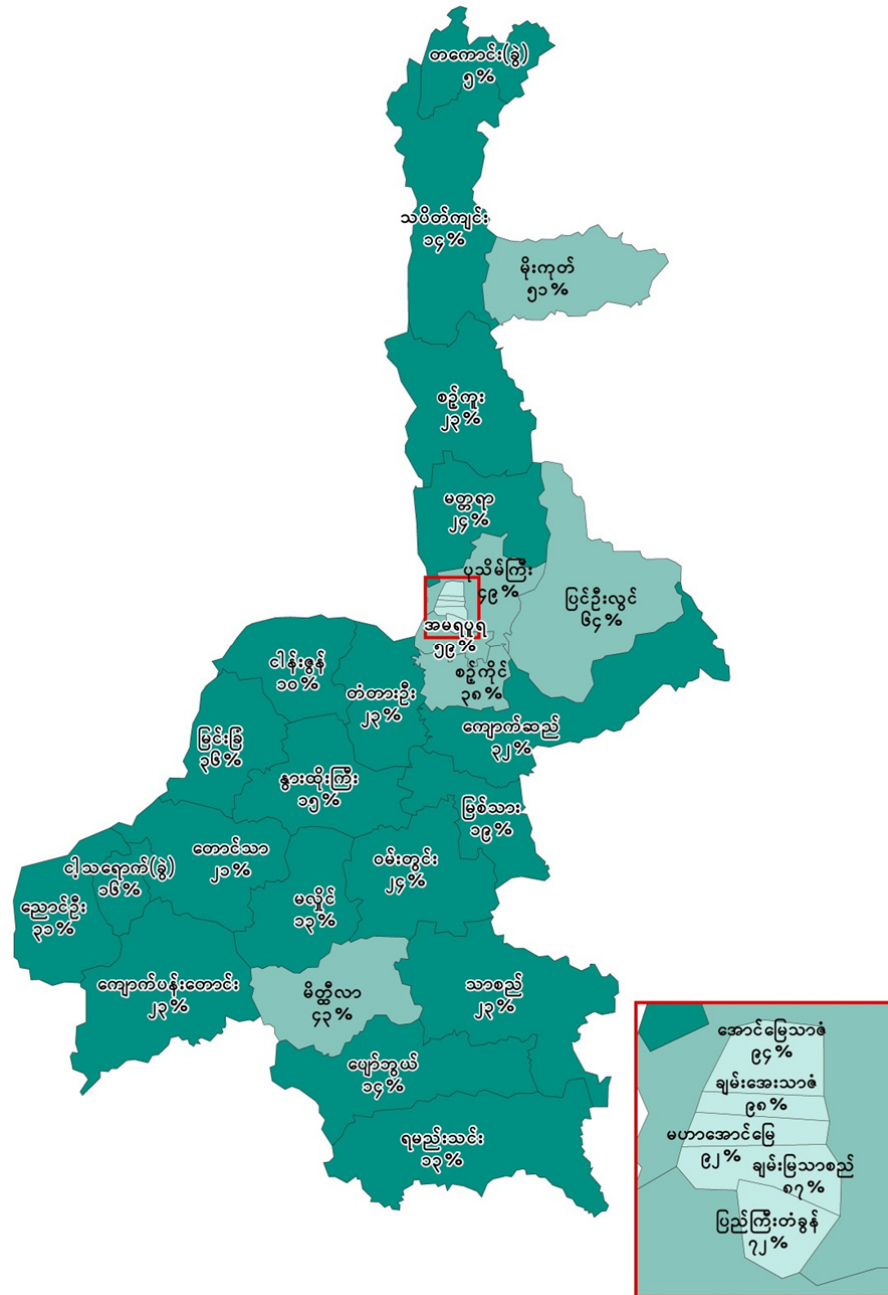 တကောင်း(ခွဲ)
၅%
သပိတ်ကျင်း
၁၄%
မိုးကုတ်
၅၁%
စဉ့်ကူး
၂၃%
မတ္တရာ
၂၄%
ပုသိမ်ကြီး
၄၉%
ပြင်ဦးလွင်
၆၄%
အမရပူရ
၅၉%
ငါန်းဇွန်
၁၀%
တံတားဦး
၂၃%
စဉ့်ကိုင်
၃၈%
ကျောက်ဆည်
၃၂%
မြင်းခြံ
၃၆%
နွားထိုးကြီး
၁၅%
မြစ်သား
၁၉%
တောင်သာ
၂၁%
ဝမ်းတွင်း
၂၄%
ငါ့သရောက်(ခွဲ)
၁၆%
မလှိုင်
၁၃%
ညောင်ဦး
၃၁%
ကျောက်ပန်းတောင်း
၂၃%
မိတ္ထီလာ
၄၃%
သာစည်
၂၃%
ပျော်ဘွယ်
၁၄%
ရမည်းသင်း
၁၃%
အောင်မြေသာဇံ
၉၄%
ချမ်းအေးသာဇံ
၉၈%
မဟာအောင်မြေ
၉၂%
ချမ်းမြသာစည်
၈၇%
ပြည်ကြီးတံခွန်
၇၂%